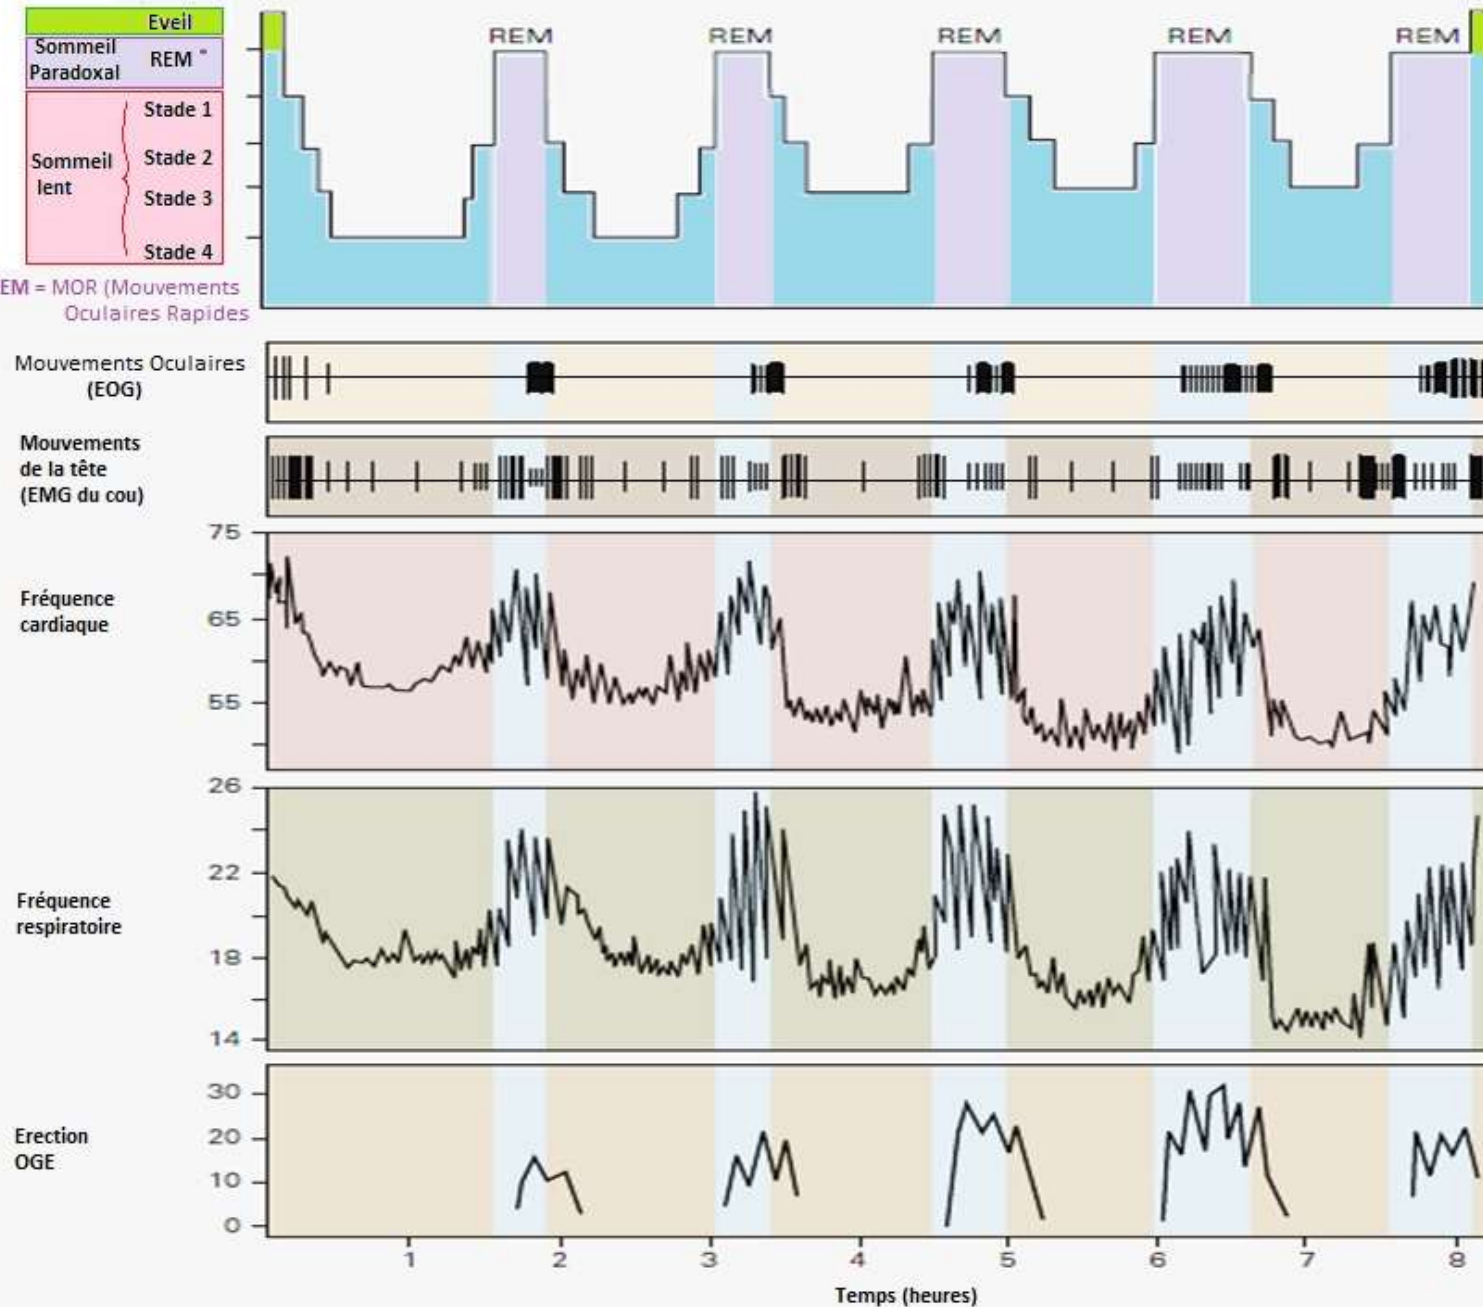 Eveil
Sommeil
Paradoxal
REM *
Sommeil
lent
Stade 1
Stade 2
Stade 3
Stade 4
EM = MOR (Mouvements
Oculaires Rapides
REM
REM
REM
REM
REM
Mouvements Oculaires
(EOG)
Mouvements
de la tête
(EMG du cou)
Fréquence
cardiaque
75
65
55
Fréquence
respiratoire
26
22
18
14
Erection
OGE
30
20
10
0
1 2 3 4 5 6 7 8
Temps (heures)